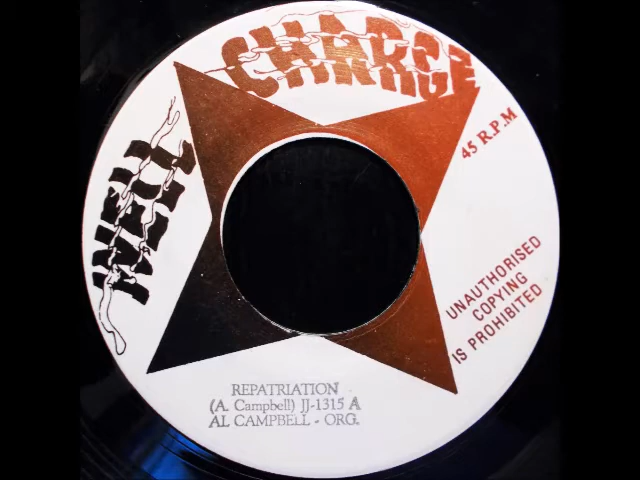 WELL
CHARGE
45 R.P.M
UNAUTHORISED
COPYING
IS PROHIBITED
REPATRIATION
(A. Campbell) JJ-1315 A
AL CAMPBELL - ORG.